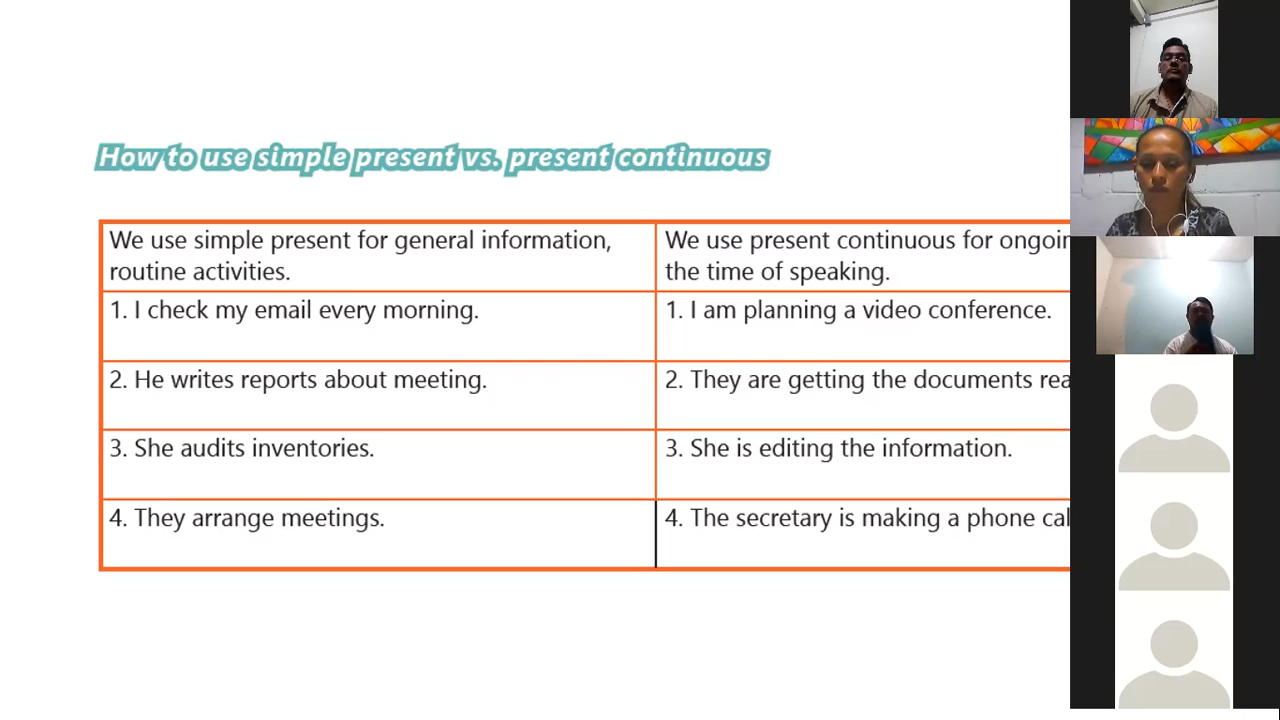 How to use simple present vs. present continuous
We use simple present for general information,
routine activities.
We use present continuous for
the time of speaking.
1. I check my email every morning.
1. I am planning a video conference.
2. He writes reports about meeting.
2. They are getting the documents
3. She audits inventories.
3. She is editing the information.
4. They arrange meetings.
4. The secretary is making a phone